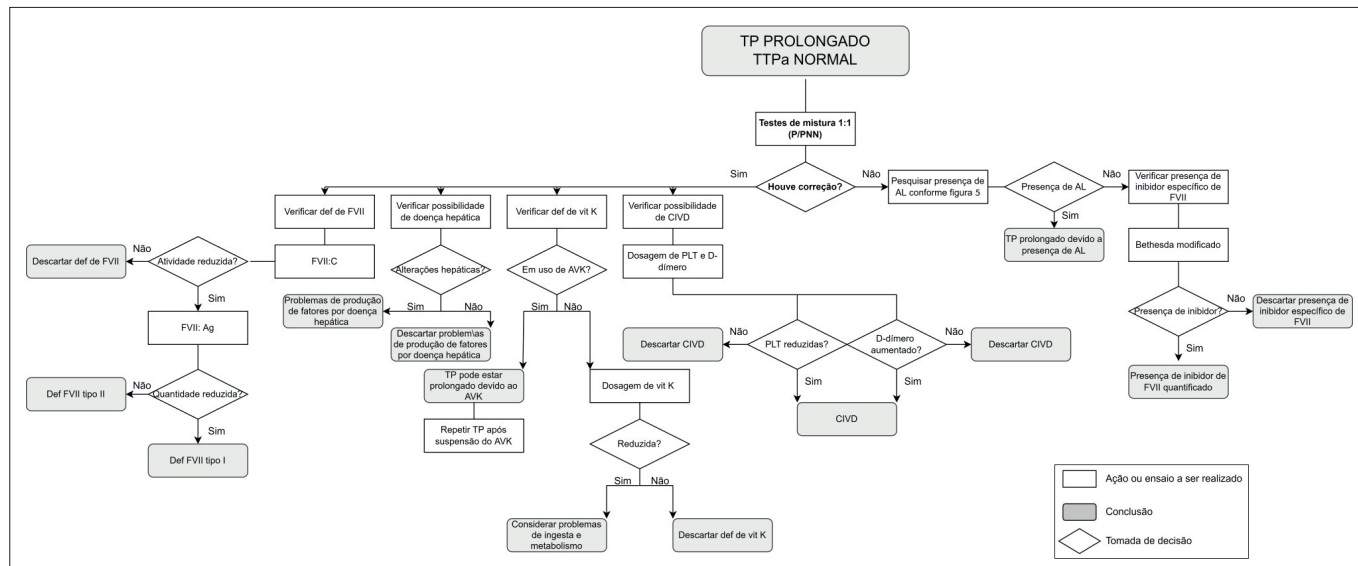 TP PROLONGADO
TTPa NORMAL
Testes de mistura 1:1
(P/PNN)
Houve correção?
Sim
Não
Pesquisar presença de
AL conforme figura 5
Presença de AL
Não
Sim
TP prolongado devido a
presença de AL
Verificar presença de
inibidor específico de
FVII
Bethesda modificado
Presença de inibidor?
Não
Descartar presença de
inibidor específico de
FVII
Sim
Presença de inibidor de
FVII quantificado
Verificar def de FVII
FVII:C
Atividade reduzida?
Não
Descartar def de FVII
Sim
FVII: Ag
Quantidade reduzida?
Não
Def FVII tipo II
Sim
Def FVII tipo I
Verificar possibilidade
de doença hepática
Alterações hepáticas?
Sim
Não
Problemas de produção
de fatores por doença
hepática
Descartar problem\as
de produção de fatores
por doença hepática
Verificar def de vit K
Em uso de AVK?
Sim
Não
TP pode estar
prolongado devido ao
AVK
Repetir TP após
suspensão do AVK
Dosagem de vit K
Reduzida?
Sim
Não
Considerar problemas
de ingesta e
metabolismo
Descartar def de vit K
Verificar possibilidade
de CIVD
Dosagem de PLT e D-
dímero
PLT reduzidas?
Não
Descartar CIVD
Sim
D-dímero
aumentado?
Não
Descartar CIVD
Sim
CIVD
Ação ou ensaio a ser realizado
Conclusão
Tomada de decisão